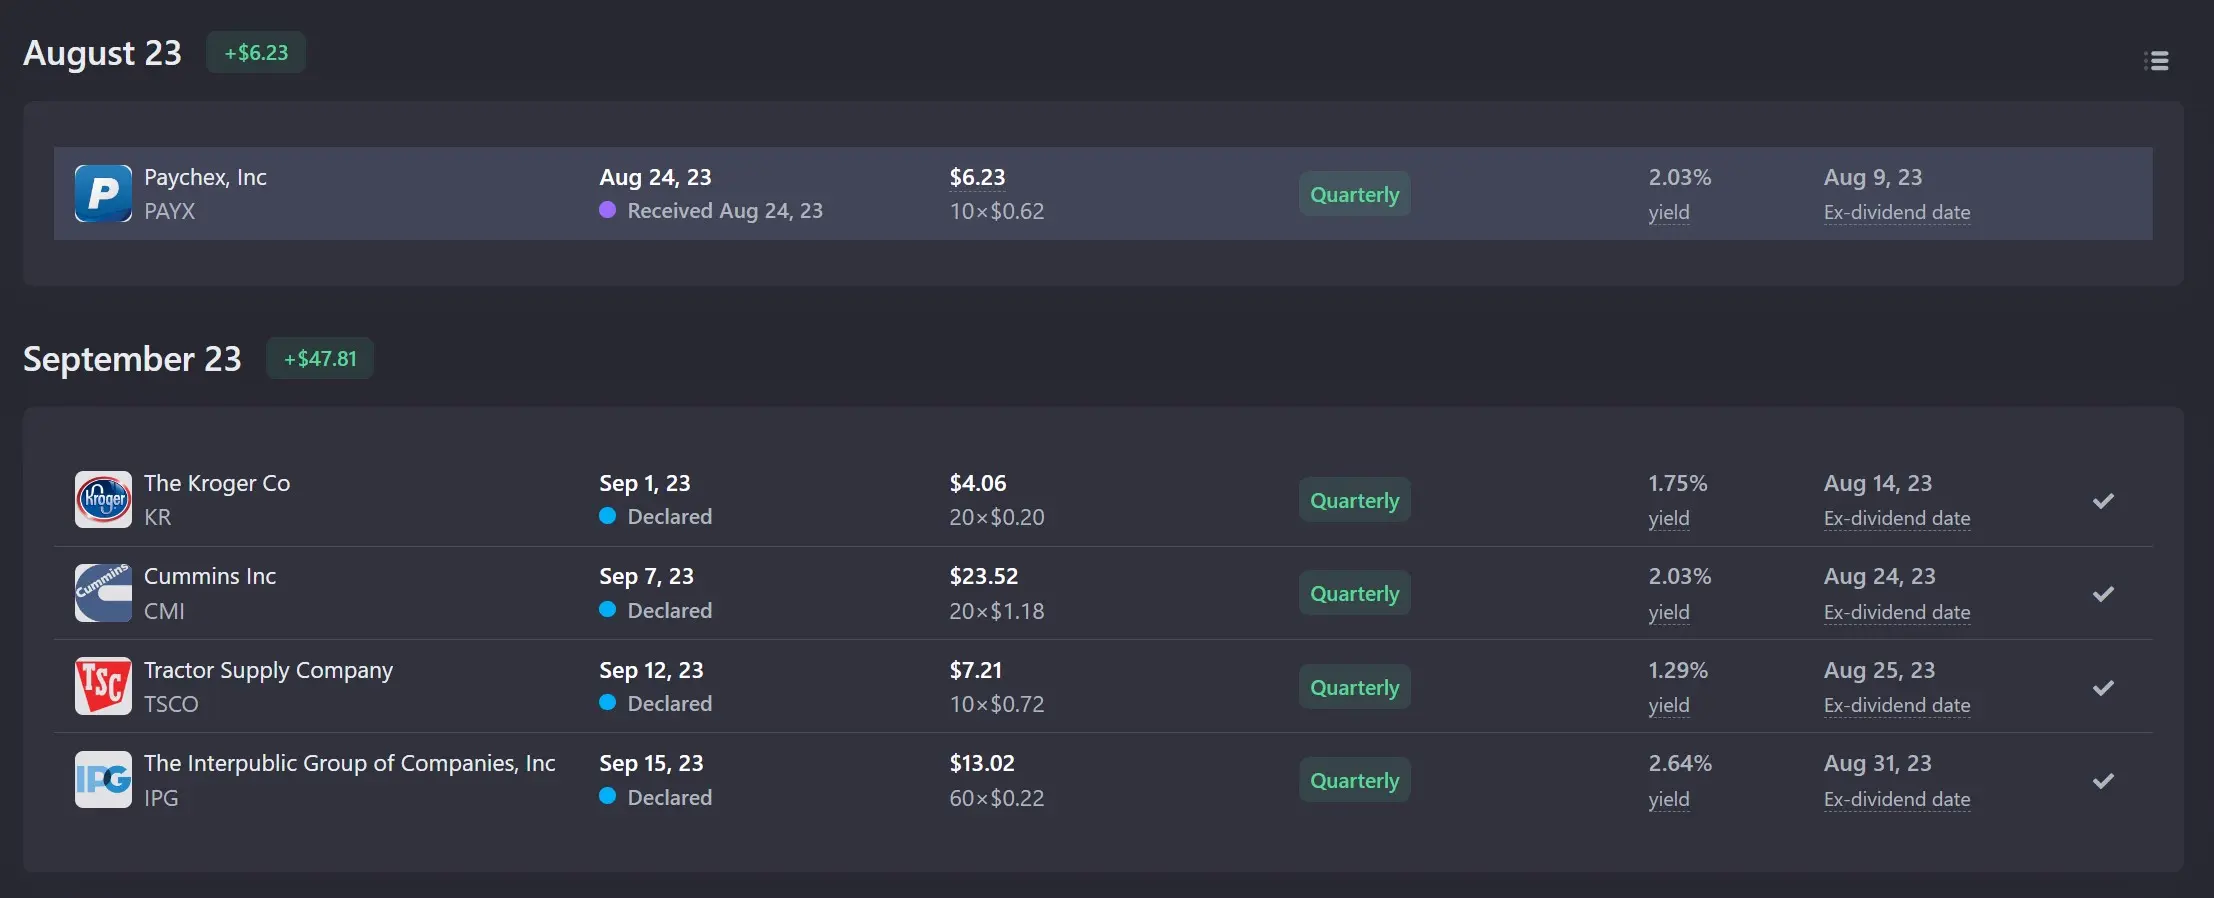 August 23 +$6.23
P Paychex, Inc Aug 24, 23 $6.23 Quarterly 2.03% Aug 9, 23
PAYX Received Aug 24, 23 10×$0.62 yield Ex-dividend date
September 23 +$47.81
Kroger The Kroger Co Sep 1, 23 $4.06 Quarterly 1.75% Aug 14, 23
KR Declared 20×$0.20 yield Ex-dividend date
Cummins Cummins Inc Sep 7, 23 $23.52 Quarterly 2.03% Aug 24, 23
CMI Declared 20×$1.18 yield Ex-dividend date
TSC Tractor Supply Company Sep 12, 23 $7.21 Quarterly 1.29% Aug 25, 23
TSCO Declared 10×$0.72 yield Ex-dividend date
IPG The Interpublic Group of Companies, Inc Sep 15, 23 $13.02 Quarterly 2.64% Aug 31, 23
IPG Declared 60×$0.22 yield Ex-dividend date